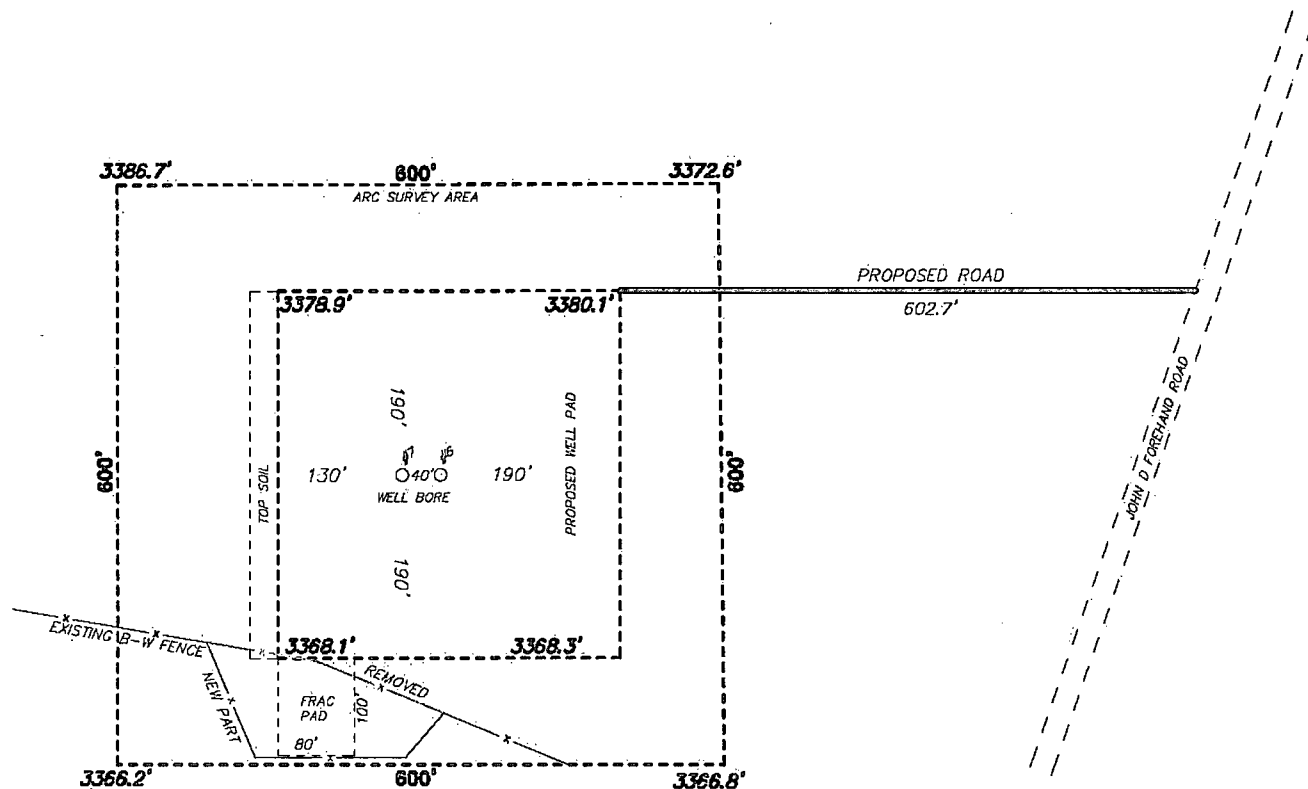 3386.7'
600'
3372.6'
ARC SURVEY AREA
PROPOSED ROAD
602.7'
3378.9'
3380.1'
190'
PROPOSED WELL PAD
TOP SOIL
600'
130'
40'
190'
WELL BORE
600'
JOHN D FOREHAND ROAD
190'
EXISTING B-W FENCE
3368.1'
3368.3'
REMOVED
NEW PART
FRAC
PAD
100'
80'
3366.2'
600'
3366.8'